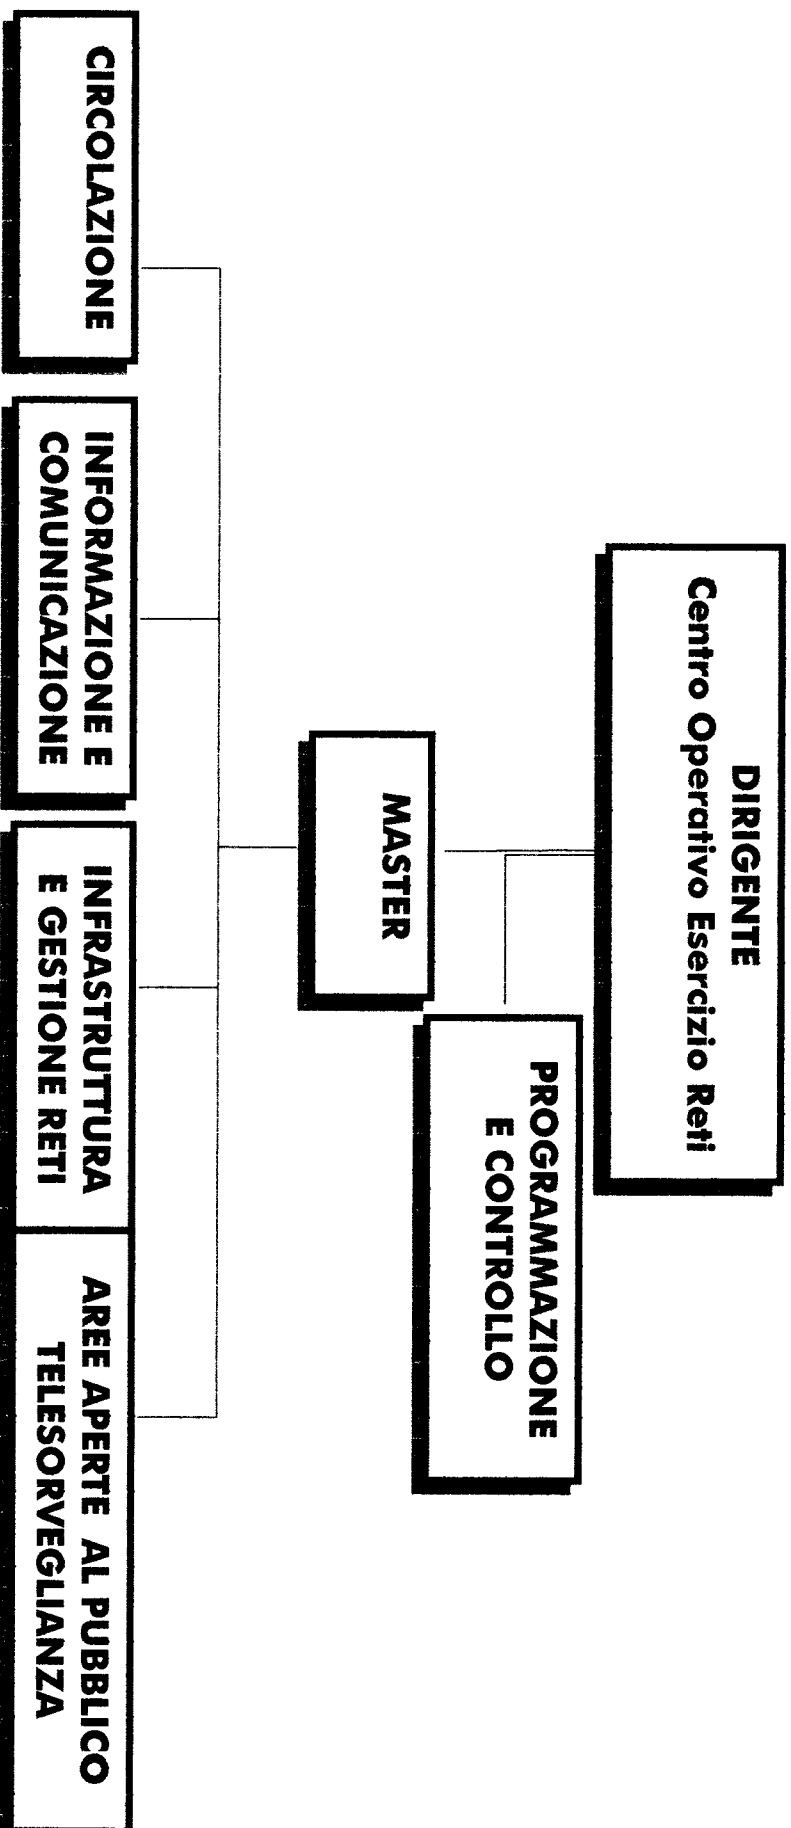 DIRIGENTE
Centro Operativo Esercizio Reti
PROGRAMMAZIONE
E CONTROLLO
MASTER
CIRCOLAZIONE
INFORMAZIONE E
COMUNICAZIONE
INFRASTRUTTURA
E GESTIONE RETI
AREE APERTE AL PUBBLICO
TELESORVEGLIANZA